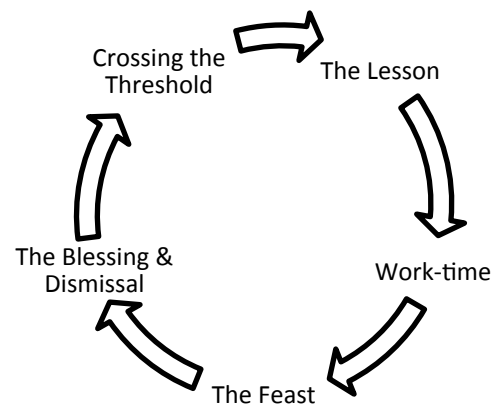 Crossing the
Threshold
The Lesson
Work-time
The Feast
The Blessing &
Dismissal